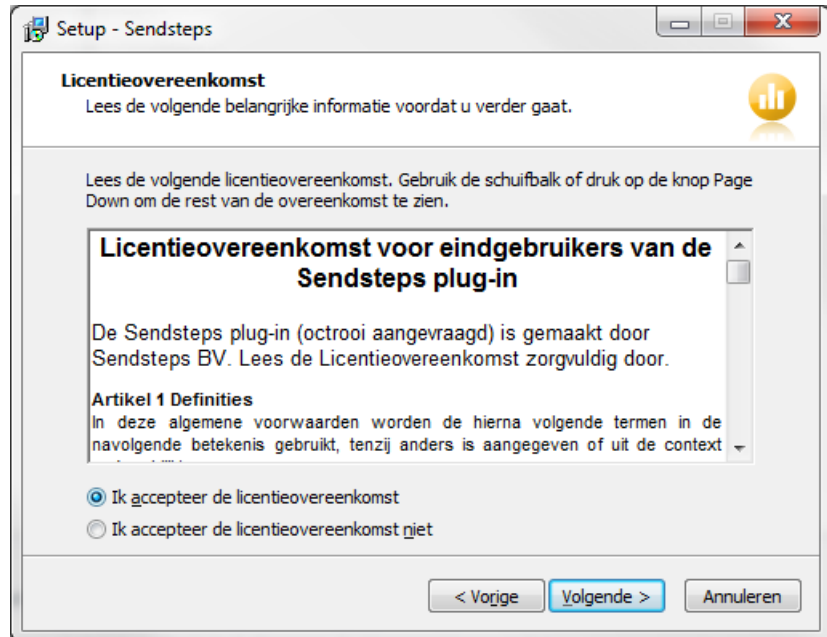 Setup - Sendsteps
Licentieovereenkomst
Lees de volgende belangrijke informatie voordat u verder gaat.
Lees de volgende licentieovereenkomst. Gebruik de schuifbalk of druk op de knop Page
Down om de rest van de overeenkomst te zien.
Licentieovereenkomst voor eindgebruikers van de
Sendsteps plug-in
De Sendsteps plug-in (octrooi aangevraagd) is gemaakt door
Sendsteps BV. Lees de Licentieovereenkomst zorgvuldig door.
Artikel 1 Definities
In deze algemene voorwaarden worden de hierna volgende termen in de
navolgende betekenis gebruikt, tenzij anders is aangegeven of uit de context
Ik accepteer de licentieovereenkomst
Ik accepteer de licentieovereenkomst niet
< Vorige
Volgende >
Annuleren